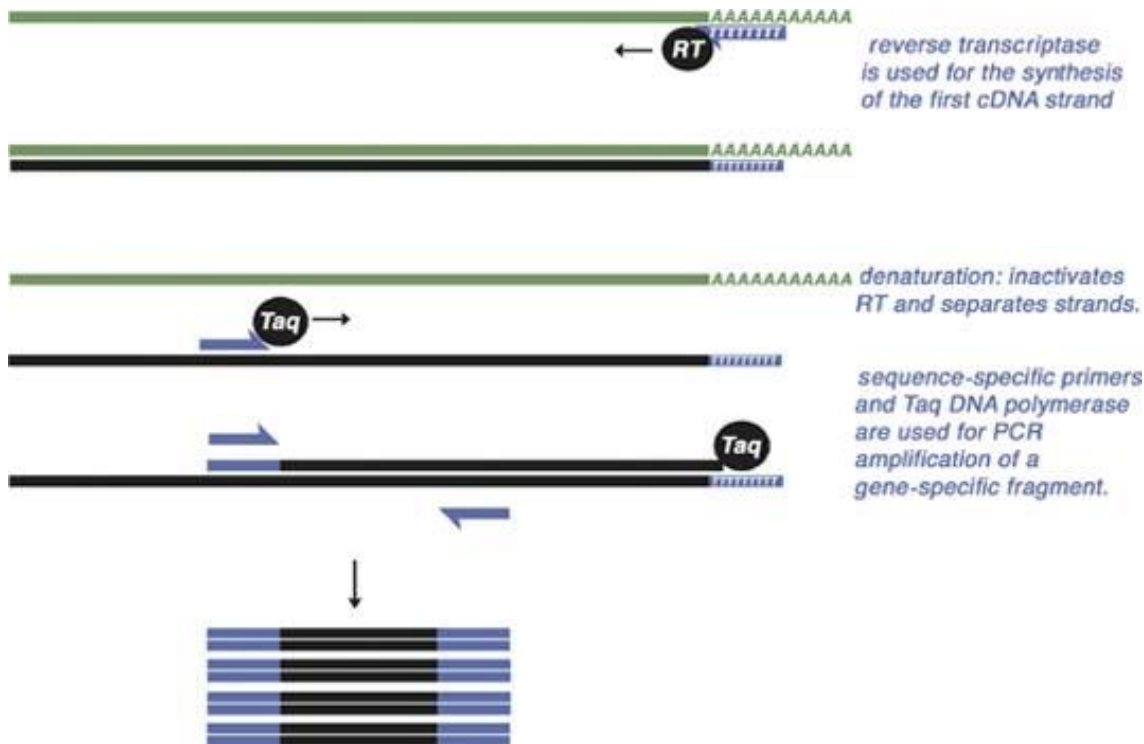 AAAAAAAAAAA
RT
reverse transcriptase
is used for the synthesis
of the first cDNA strand
AAAAAAAAAAA
AAAAAAAAAAA
denaturation: inactivates
RT and separates strands.
Taq
sequence-specific primers
and Taq DNA polymerase
are used for PCR
amplification of a
gene-specific fragment.
Taq